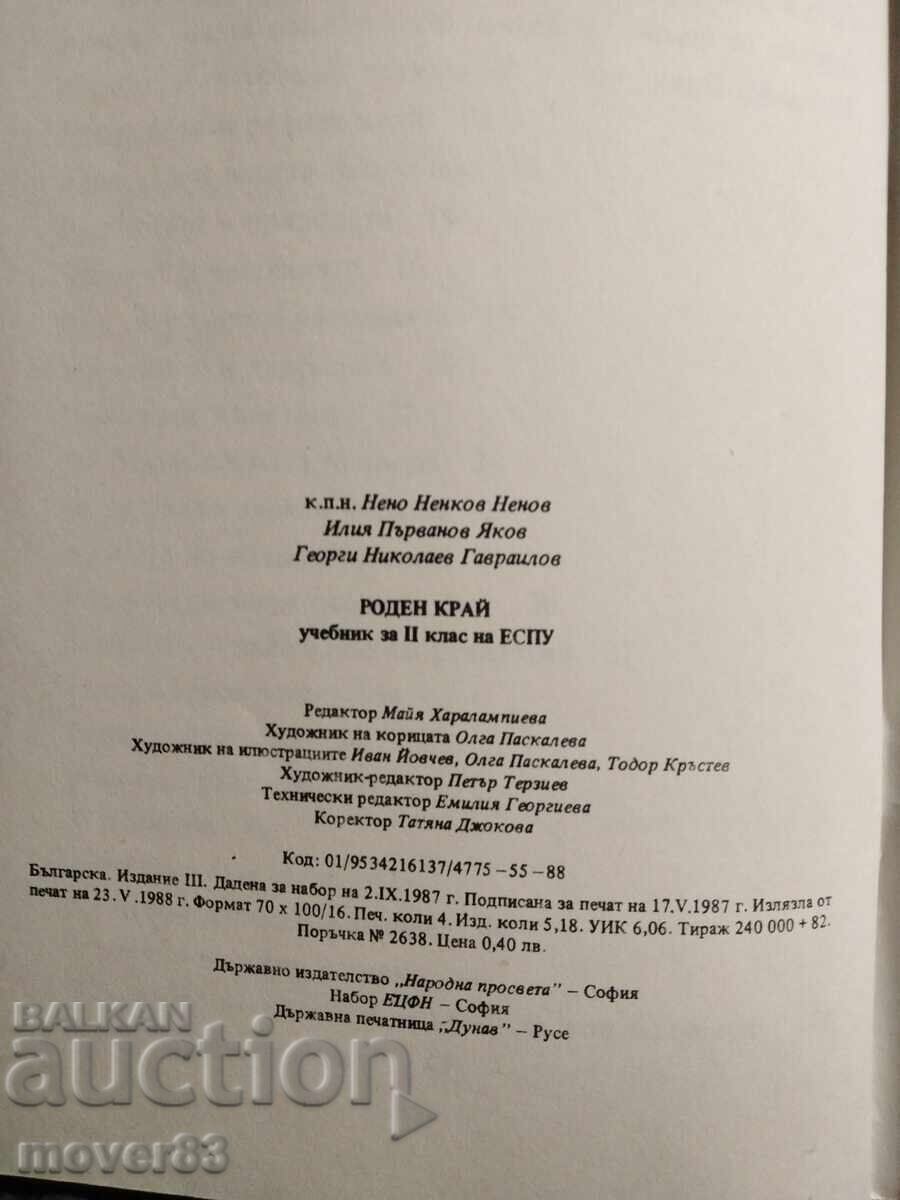 к.п.н. Нено Ненков Ненов
Илия Първанов Яков
Георги Николаев Гавраилов
РОДЕН КРАЙ
учебник за II клас на ЕСПУ
Редактор Майя Харалампиева
Художник на корицата Олга Паскалева
Художник на илюстрациите Иван Йовчев, Олга Паскалева, Тодор Кръстев
Художник-редактор Петър Терзиев
Технически редактор Емилия Георгиева
Коректор Татяна Джокова
Код: 01/9534216137/4775-55-88
Българска. Издание III. Дадена за набор на 2.IX.1987 г. Подписана за печат на 17.V.1987 г. Излязла от
печат на 23.V.1988 г. Формат 70 х 100/16. Печ. коли 4. Изд. коли 5,18. УИК 6,06. Тираж 240 000 + 82.
Поръчка № 2638. Цена 0,40 лв.
Държавно издателство „Народна просвета" – София
Набор ЕЦФН – София
Държавна печатница „Дунав" – Русе
BALKAN
auction
mover83